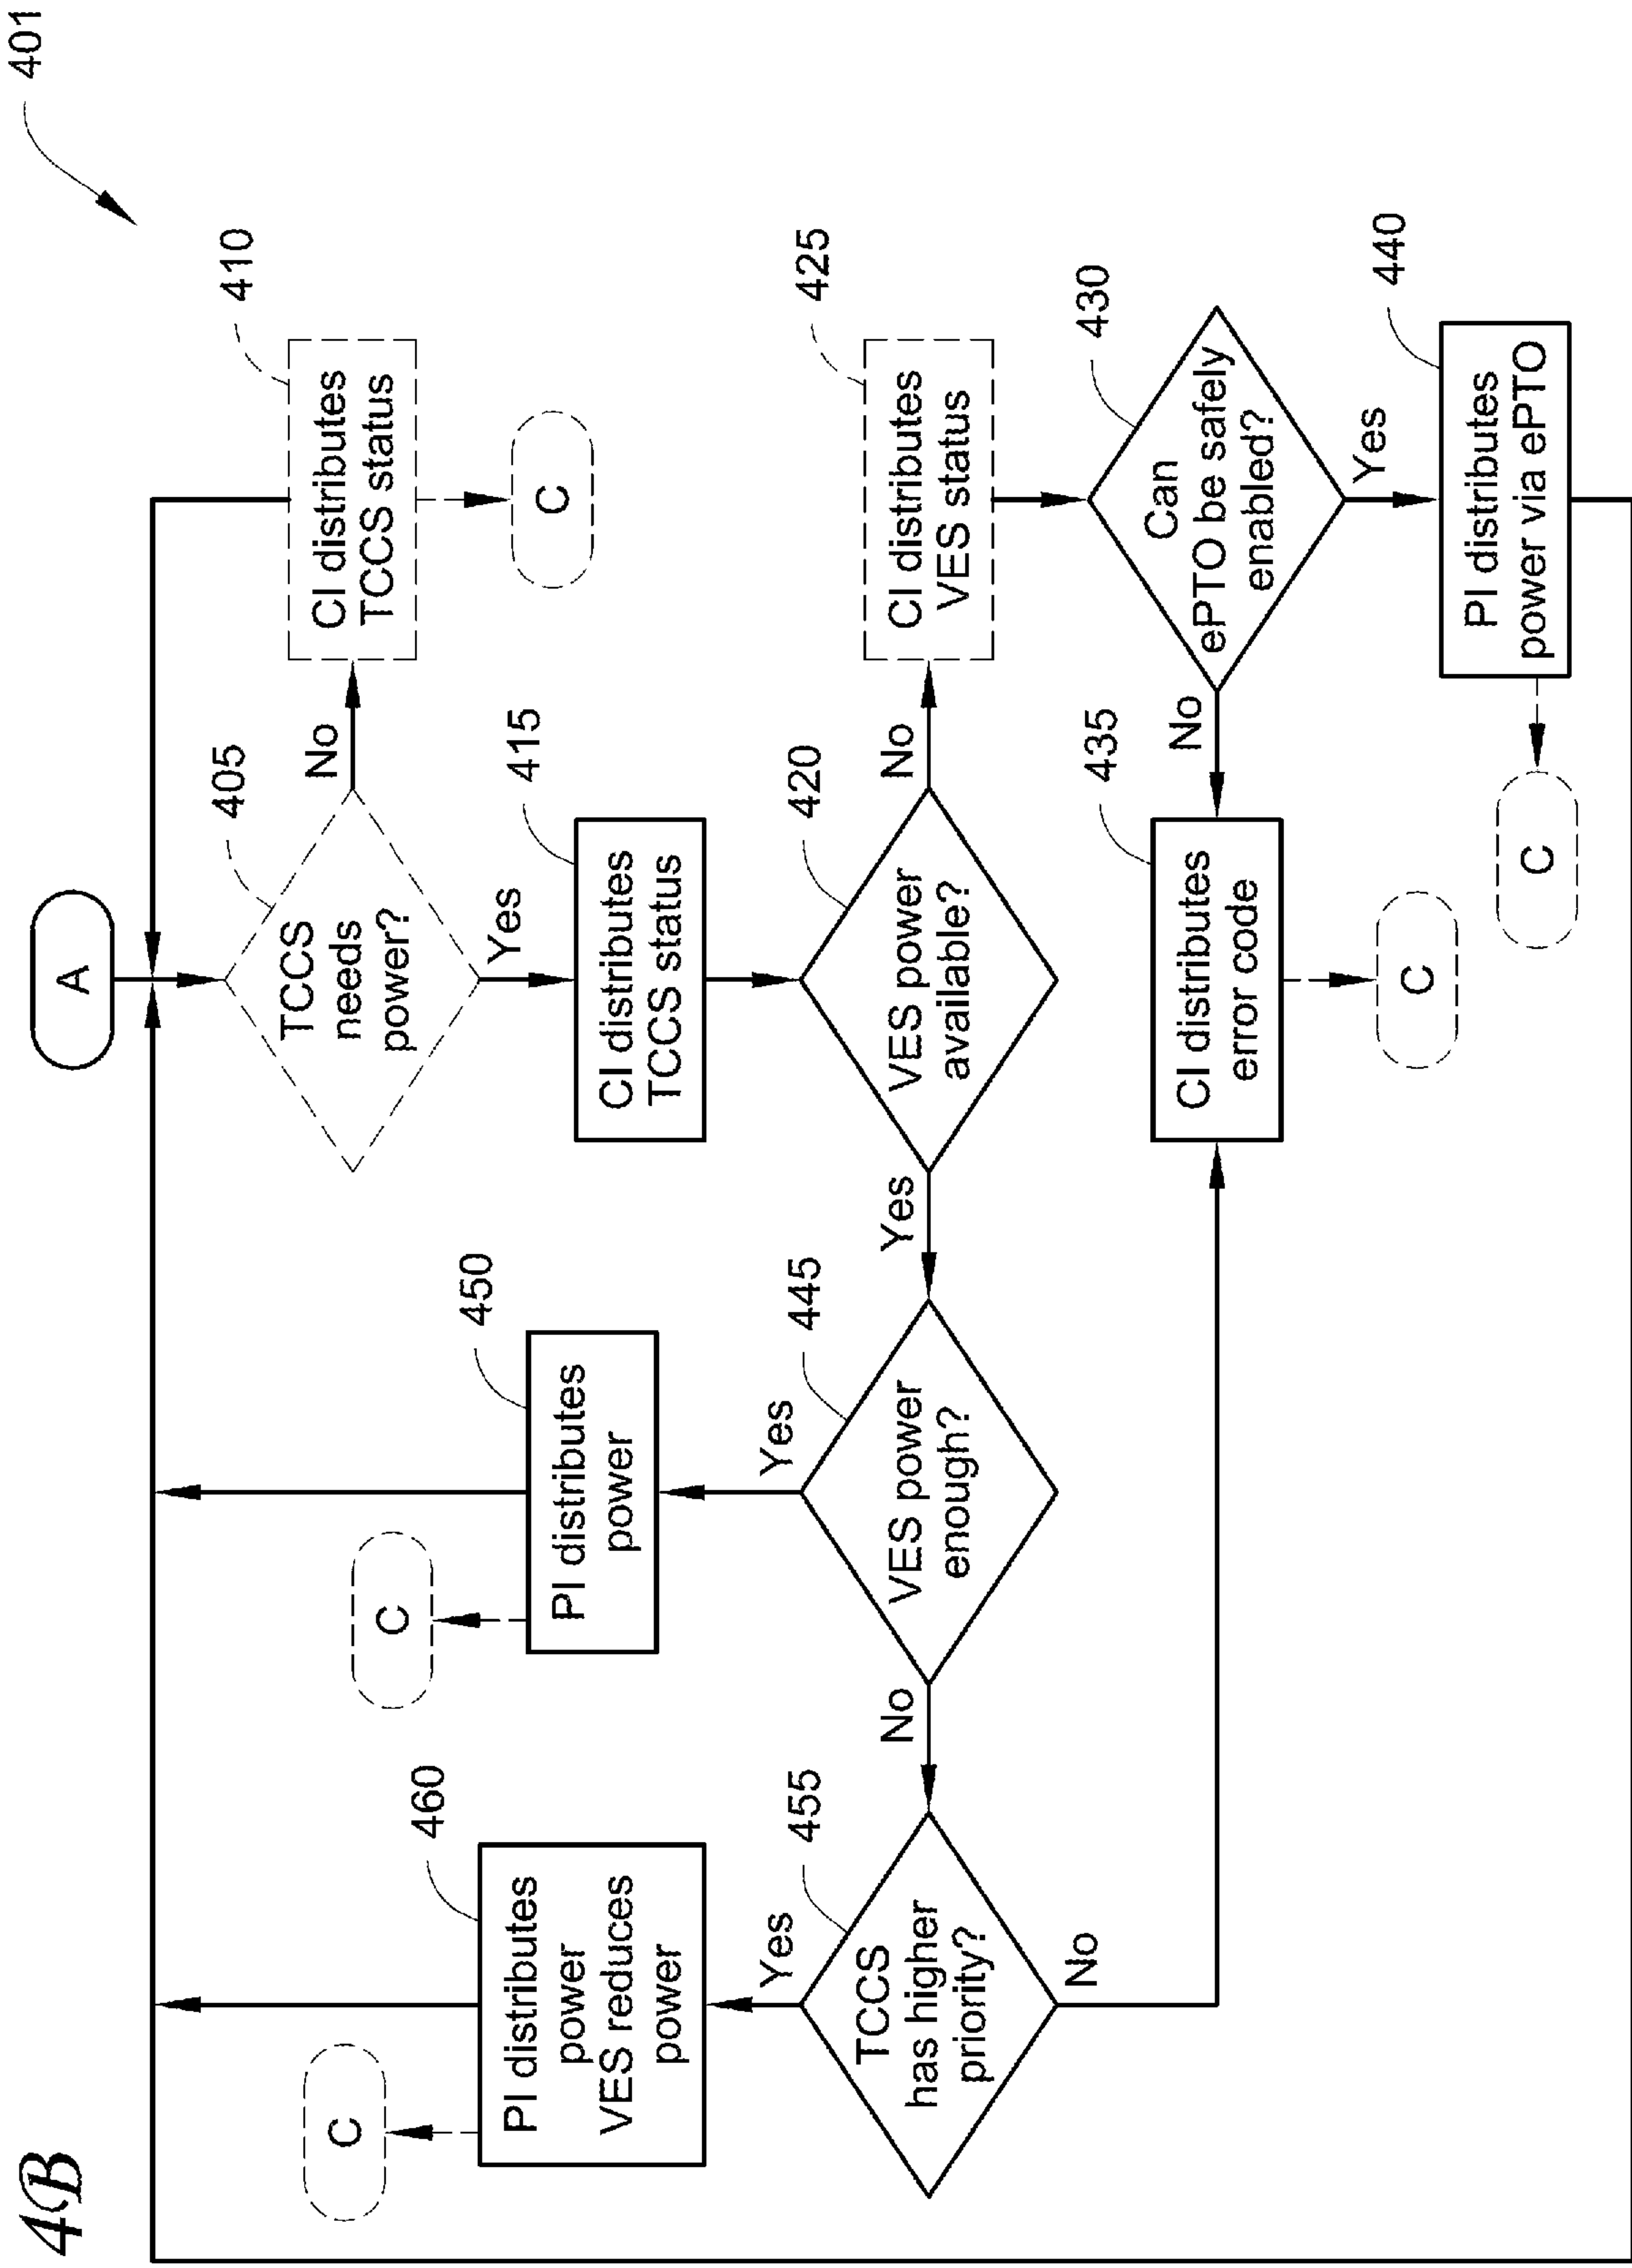 4B
401
A
405
TCCS
needs
power?
No
410
CI distributes
TCCS status
C
Yes
415
CI distributes
TCCS status
420
VES power
available?
No
425
CI distributes
VES status
430
Can
ePTO be safely
enabled?
No
435
CI distributes
error code
C
Yes
440
PI distributes
power via ePTO
C
Yes
445
VES power
enough?
Yes
450
PI distributes
power
C
No
455
TCCS
has higher
priority?
Yes
460
PI distributes
power
VES reduces
power
C
No